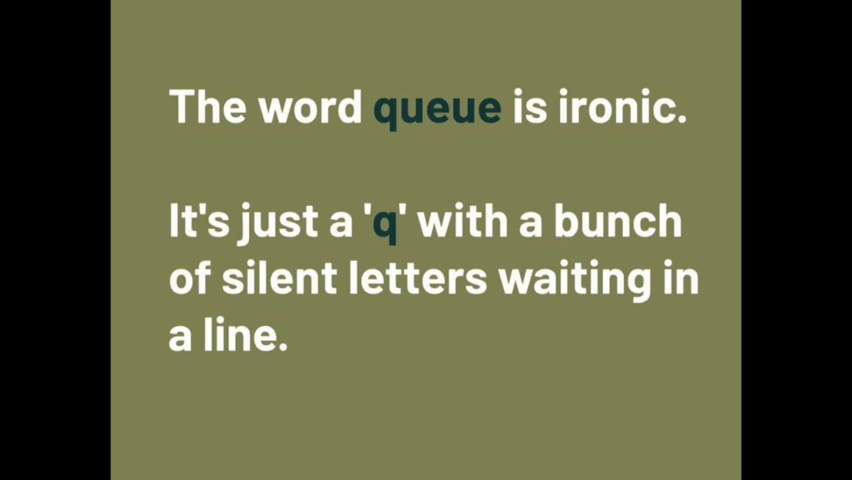 The word queue is ironic.
It's just a 'q' with a bunch
of silent letters waiting in
a line.